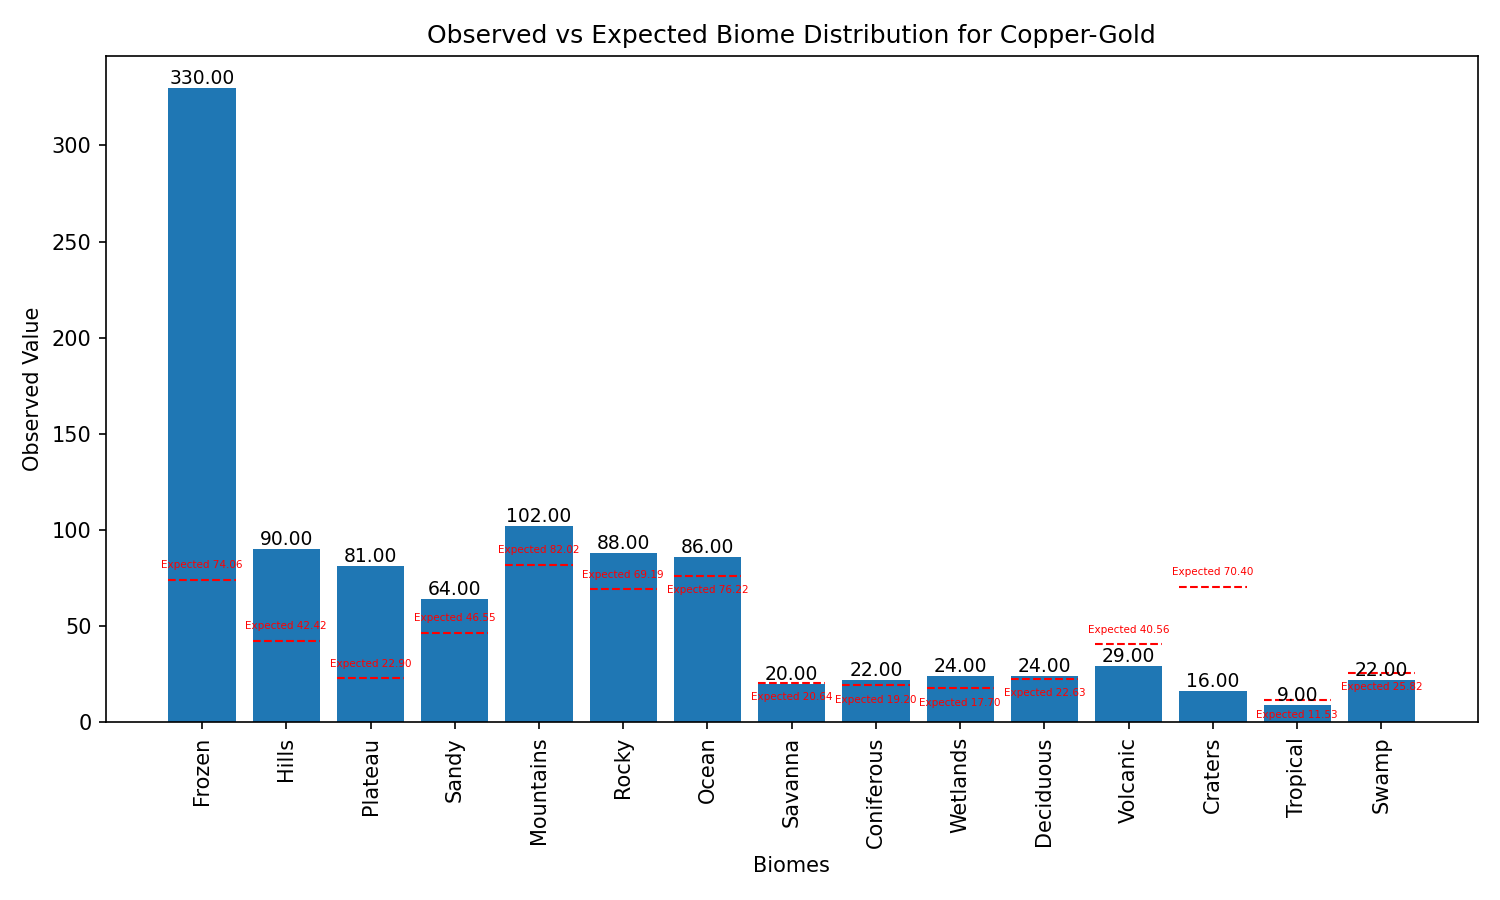 Observed vs Expected Biome Distribution for Copper-Gold
330.00
90.00
81.00
64.00
102.00
88.00
86.00
20.00
22.00
24.00
24.00
29.00
16.00
9.00
22.00
Expected 74.06
Expected 42.42
Expected 22.90
Expected 46.55
Expected 82.02
Expected 69.19
Expected 76.22
Expected 20.64
Expected 19.20
Expected 17.70
Expected 22.63
Expected 40.56
Expected 70.40
Expected 11.53
Expected 25.82
Observed Value
300
250
200
150
100
50
0
Frozen
Hills
Plateau
Sandy
Mountains
Rocky
Ocean
Savanna
Coniferous
Wetlands
Deciduous
Volcanic
Craters
Tropical
Swamp
Biomes